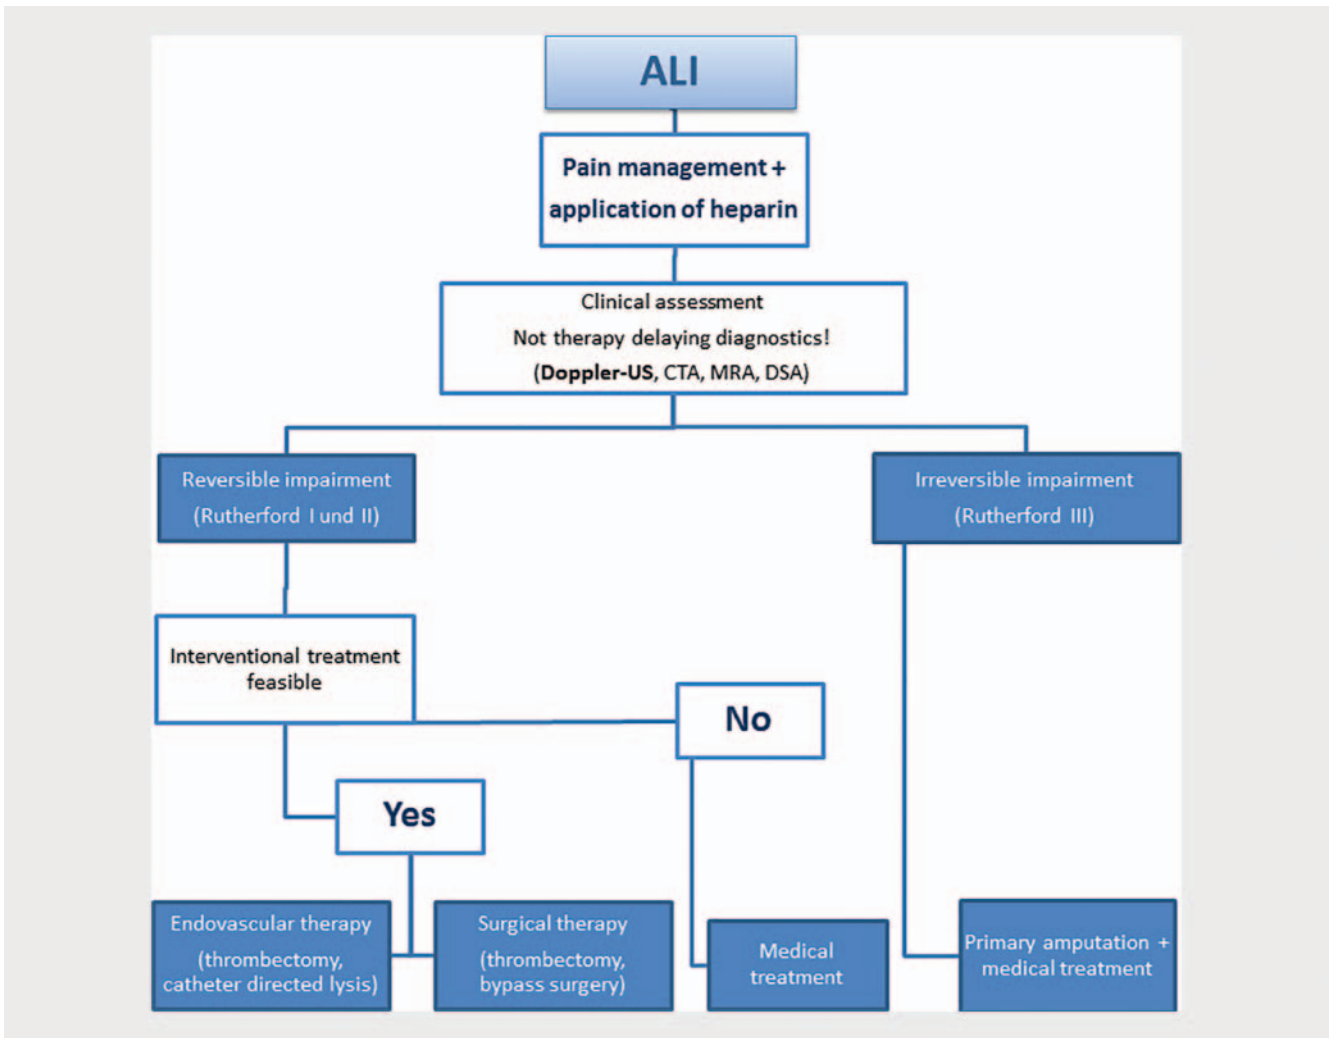 ALI
Pain management +
application of heparin
Clinical assessment
Not therapy delaying diagnostics!
(Doppler-US, CTA, MRA, DSA)
Reversible impairment
(Rutherford I und II)
Irreversible impairment
(Rutherford III)
Interventional treatment
feasible
No
Yes
Endovascular therapy
(thrombectomy,
catheter directed lysis)
Surgical therapy
(thrombectomy,
bypass surgery)
Medical
treatment
Primary amputation +
medical treatment